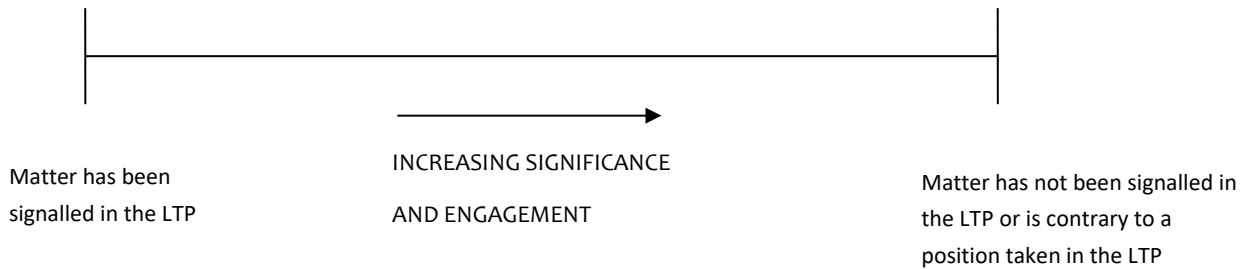 Matter has been
signalled in the LTP
INCREASING SIGNIFICANCE
AND ENGAGEMENT
Matter has not been signalled in
the LTP or is contrary to a
position taken in the LTP